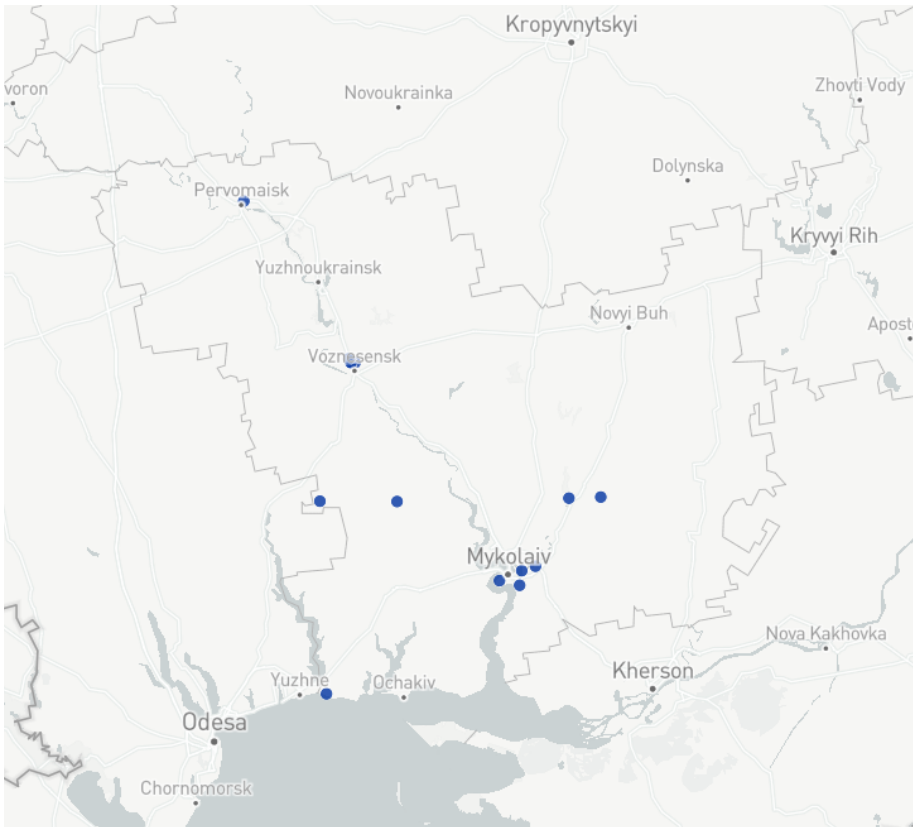 Kropyvnytskyi
voron
Novoukrainka
Zhovti Vody
Dolynska
Pervomaisk
Kryvyi Rih
Yuzhnoukrainsk
Novyi Buh
Apost
Voznesensk
Mykolaiv
Nova Kakhovka
Kherson
Yuzhne
Ochakiv
Odesa
Chornomorsk